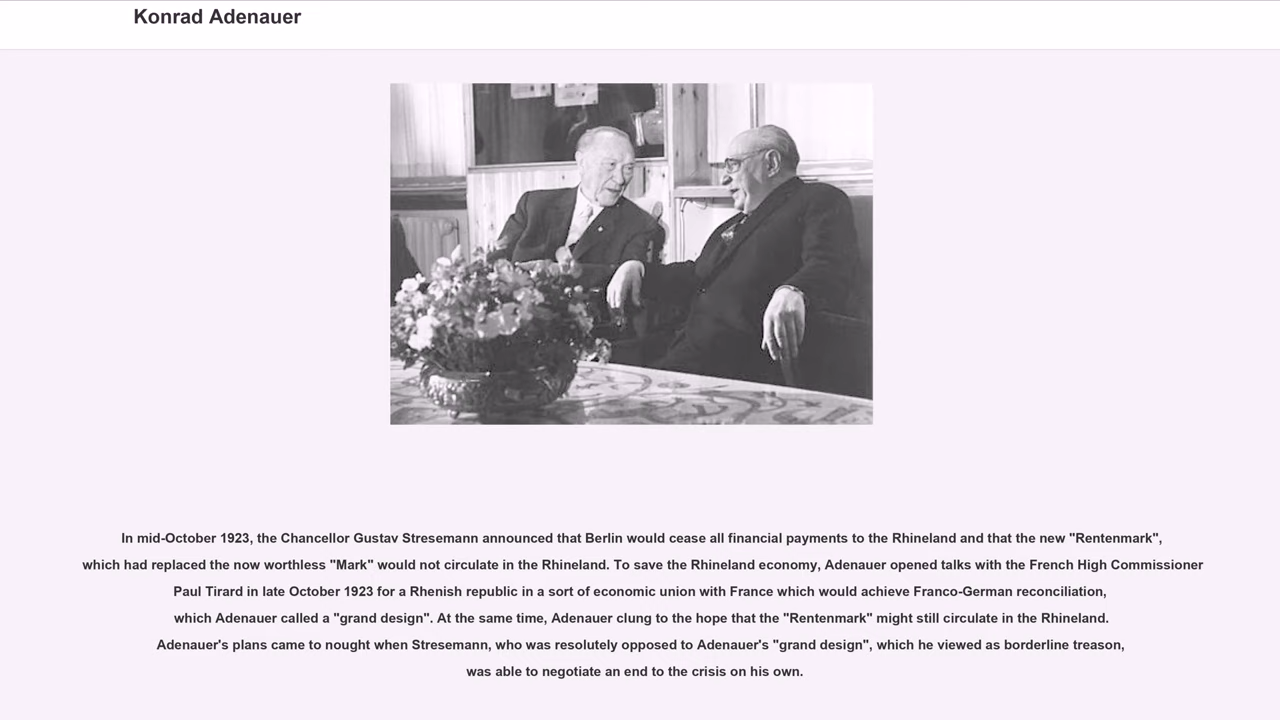 Konrad Adenauer
In mid-October 1923, the Chancellor Gustav Stresemann announced that Berlin would cease all financial payments to the Rhineland and that the new "Rentenmark",
which had replaced the now worthless "Mark" would not circulate in the Rhineland. To save the Rhineland economy, Adenauer opened talks with the French High Commissioner
Paul Tirard in late October 1923 for a Rhenish republic in a sort of economic union with France which would achieve Franco-German reconciliation,
which Adenauer called a "grand design". At the same time, Adenauer clung to the hope that the "Rentenmark" might still circulate in the Rhineland.
Adenauer's plans came to nought when Stresemann, who was resolutely opposed to Adenauer's "grand design", which he viewed as borderline treason,
was able to negotiate an end to the crisis on his own.